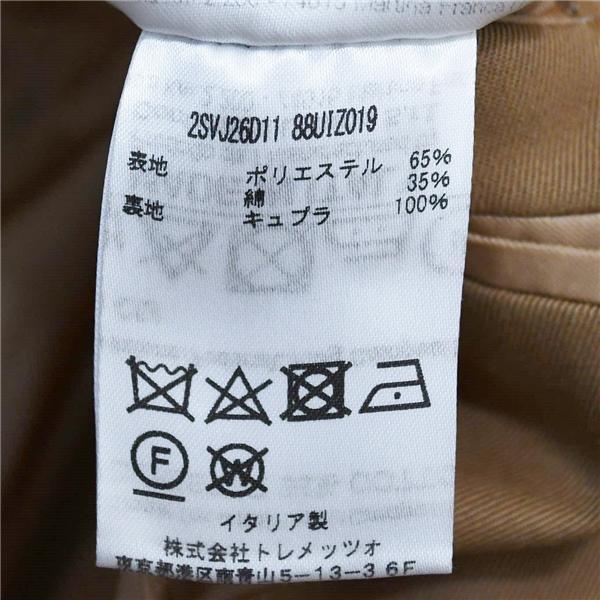 2SVJ26D11 88UIZ019
表地 ポリエステル 65%
綿 35%
裏地 キュプラ 100%
F
W
イタリア製
株式会社トレメッツォ
東京都港区南青山5-13-3 6F